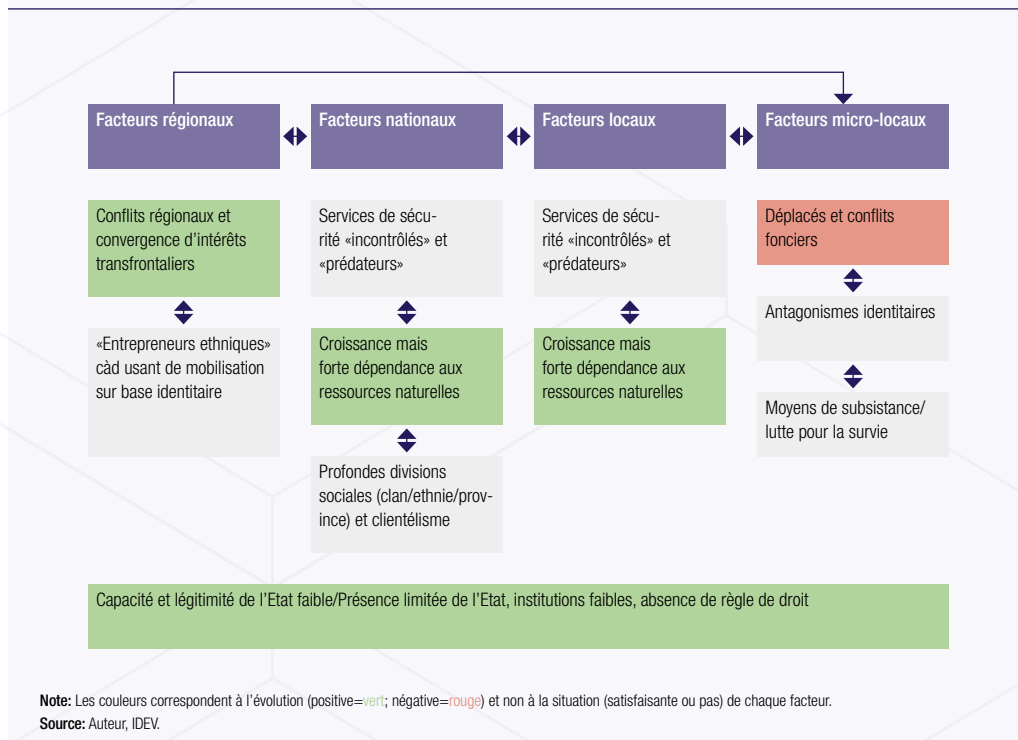 Facteurs régionaux
Facteurs nationaux
Facteurs locaux
Facteurs micro-locaux
Conflits régionaux et
convergence d'intérêts
transfrontaliers
«Entrepreneurs ethniques»
càd usant de mobilisation
sur base identitaire
Services de sécu-
rité «incontrôlés» et
«prédateurs»
Croissance mais
forte dépendance aux
ressources naturelles
Profondes divisions
sociales (clan/ethnie/prov-
ince) et clientélisme
Services de sécu-
rité «incontrôlés» et
«prédateurs»
Croissance mais
forte dépendance aux
ressources naturelles
Déplacés et conflits
fonciers
Antagonismes identitaires
Moyens de subsistance/
lutte pour la survie
Capacité et légitimité de l'Etat faible/Présence limitée de l'Etat, institutions faibles, absence de règle de droit
Note: Les couleurs correspondent à l'évolution (positive=vert; négative=rouge) et non à la situation (satisfaisante ou pas) de chaque facteur.
Source: Auteur, IDEV.